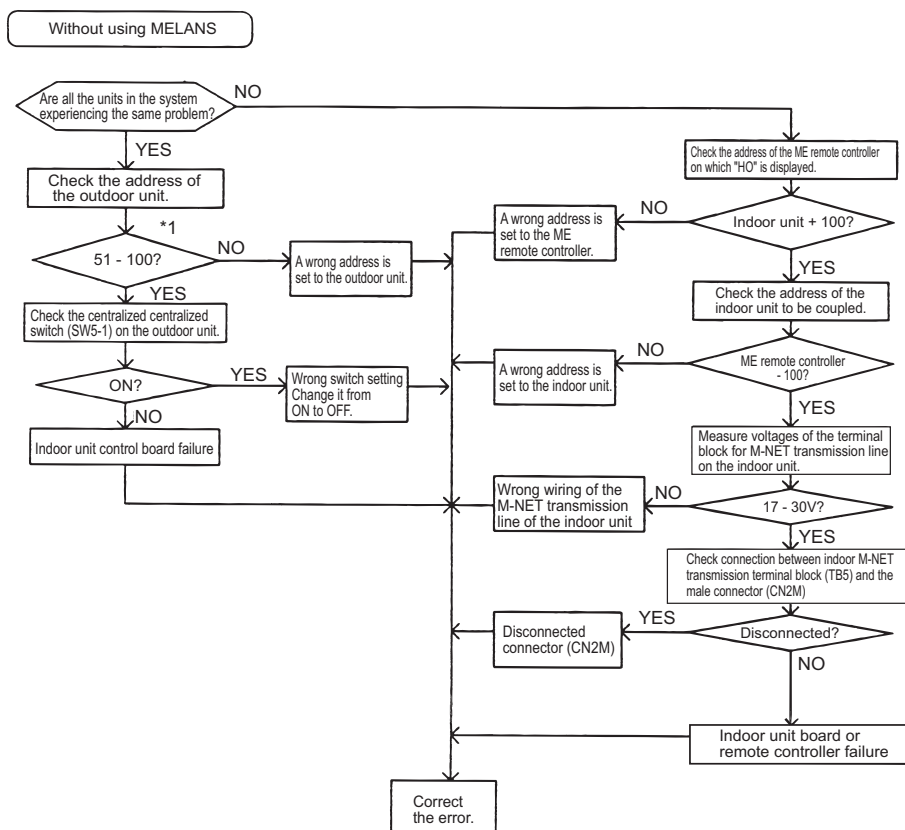 Without using MELANS
Are all the units in the system
experiencing the same problem?
NO
YES
Check the address of
the outdoor unit.
*1
51 - 100?
NO
A wrong address is
set to the outdoor unit.
YES
Check the centralized centralized
switch (SW5-1) on the outdoor unit.
ON?
YES
Wrong switch setting
Change it from
ON to OFF.
NO
Indoor unit control board failure
Check the address of the ME remote controller
on which "HO" is displayed.
Indoor unit + 100?
NO
A wrong address is
set to the ME
remote controller.
YES
Check the address of the
indoor unit to be coupled.
ME remote controller
- 100?
NO
A wrong address is
set to the indoor unit.
YES
Measure voltages of the terminal
block for M-NET transmission line
on the indoor unit.
17 - 30V?
NO
Wrong wiring of the
M-NET transmission
line of the indoor unit
YES
Check connection between indoor M-NET
transmission terminal block (TB5) and the
male connector (CN2M)
Disconnected?
YES
Disconnected
connector (CN2M)
NO
Indoor unit board or
remote controller failure
Correct
the error.